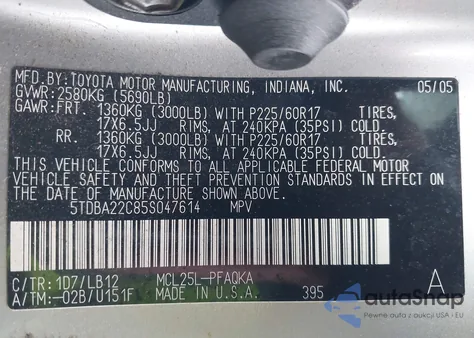 MFD.BY:TOYOTA MOTOR MANUFACTURING, INDIANA, INC.
GVWR:2580KG (5690LB) 05/05
GAWR:FRT. 1360KG (3000LB) WITH P225/60R17 TIRES,
17X6.5JJ RIMS, AT 240KPA (35PSI) COLD.
RR. 1360KG (3000LB) WITH P225/60R17 TIRES,
17X6.5JJ RIMS, AT 240KPA (35PSI) COLD.
THIS VEHICLE CONFORMS TO ALL APPLICABLE FEDERAL MOTOR
VEHICLE SAFETY AND THEFT PREVENTION STANDARDS IN EFFECT ON
THE DATE OF MANUFACTURE SHOWN ABOVE.
5TDBA22C85S047614 MPV
C/TR:1D7/LB12 MCL25L-PFAQKA A
A/TM:-02B/U151F MADE IN U.S.A. 395
autoSnap
Pewne auto z USA i EU